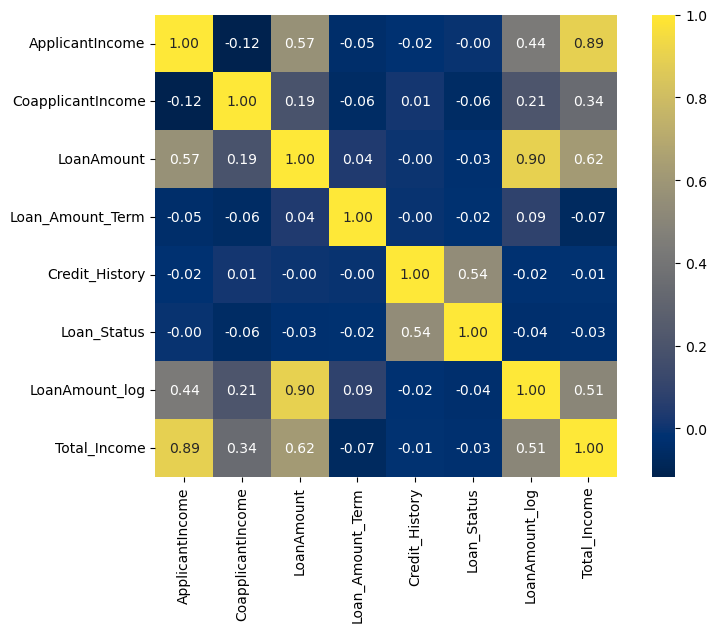 ApplicantIncome 1.00 -0.12 0.57 -0.05 -0.02 -0.00 0.44 0.89
CoapplicantIncome -0.12 1.00 0.19 -0.06 0.01 -0.06 0.21 0.34
LoanAmount 0.57 0.19 1.00 0.04 -0.00 -0.03 0.90 0.62
Loan_Amount_Term -0.05 -0.06 0.04 1.00 -0.00 -0.02 0.09 -0.07
Credit_History -0.02 0.01 -0.00 -0.00 1.00 0.54 -0.02 -0.01
Loan_Status -0.00 -0.06 -0.03 -0.02 0.54 1.00 -0.04 -0.03
LoanAmount_log 0.44 0.21 0.90 0.09 -0.02 -0.04 1.00 0.51
Total_Income 0.89 0.34 0.62 -0.07 -0.01 -0.03 0.51 1.00
ApplicantIncome
CoapplicantIncome
LoanAmount
Loan_Amount_Term
Credit_History
Loan_Status
LoanAmount_log
Total_Income
1.0
0.8
0.6
0.4
0.2
0.0